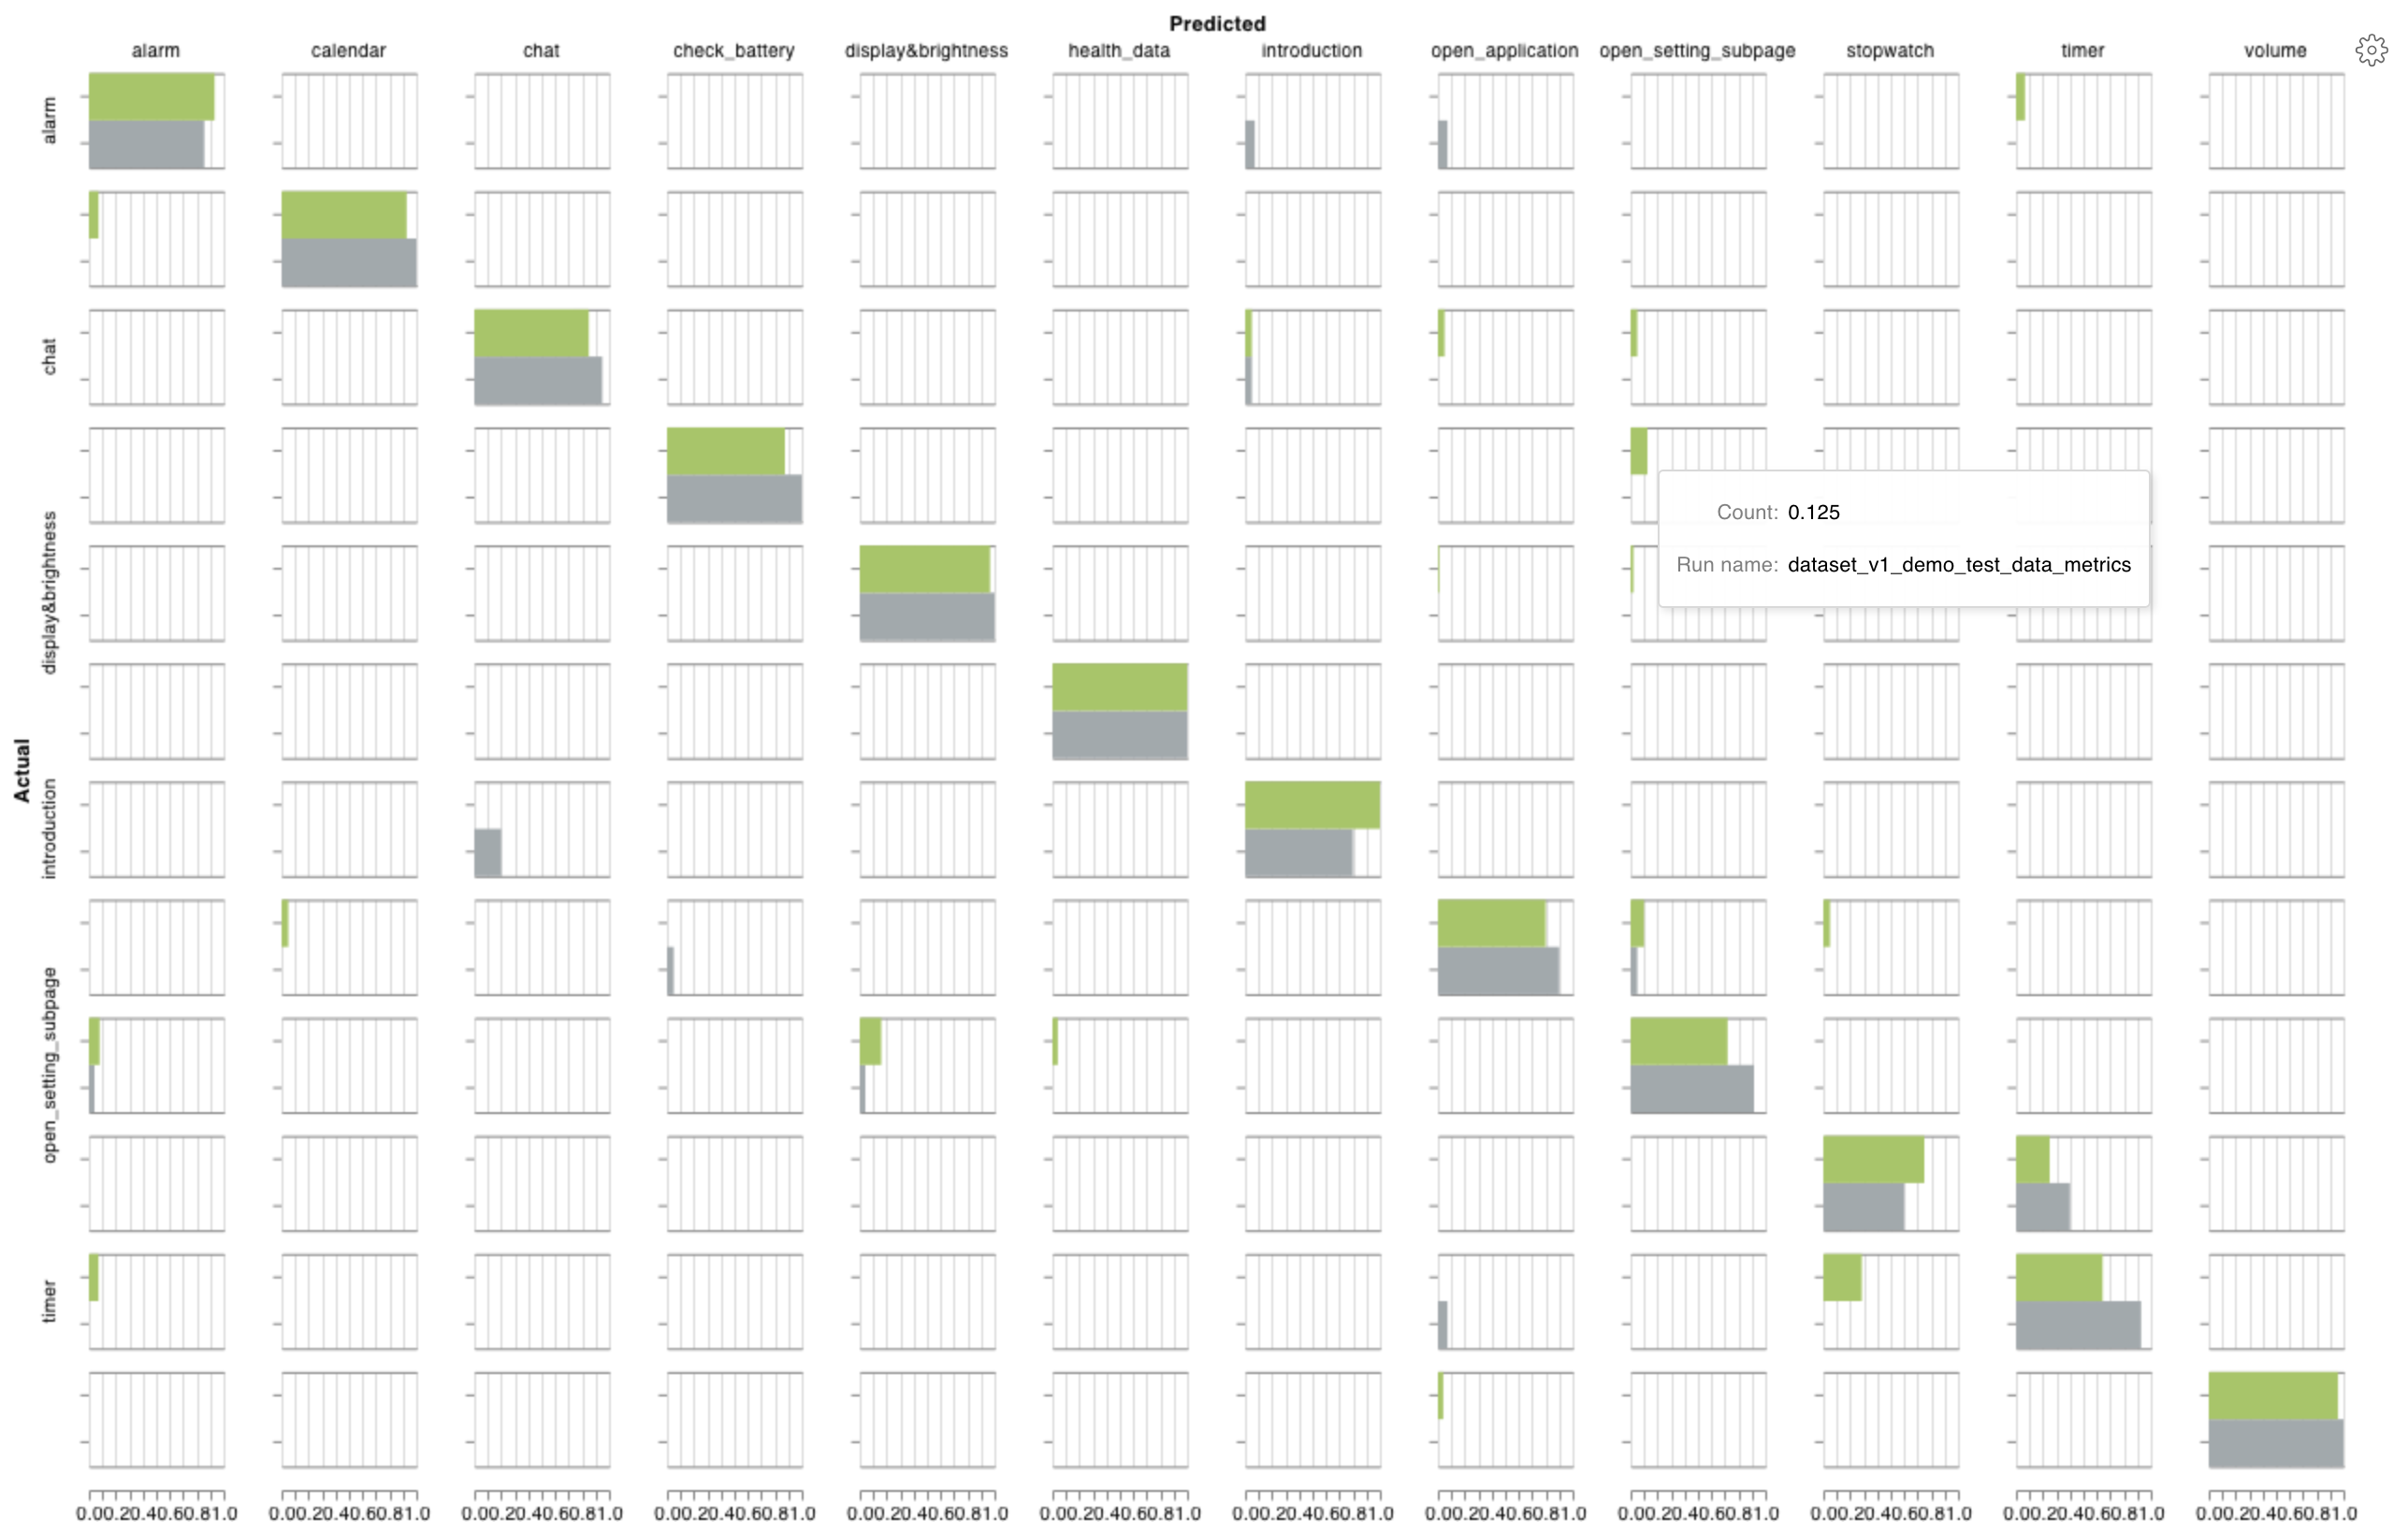 Predicted
alarm calendar chat check_battery display&brightness health_data introduction open_application open_setting_subpage stopwatch timer volume
Actual
alarm
chat
display&brightness
introduction
open_setting_subpage
timer
Count: 0.125
Run name: dataset_v1_demo_test_data_metrics
0.00.20.40.60.81.0 0.00.20.40.60.81.0 0.00.20.40.60.81.0 0.00.20.40.60.81.0 0.00.20.40.60.81.0 0.00.20.40.60.81.0 0.00.20.40.60.81.0 0.00.20.40.60.81.0 0.00.20.40.60.81.0 0.00.20.40.60.81.0 0.00.20.40.60.81.0 0.00.20.40.60.81.0